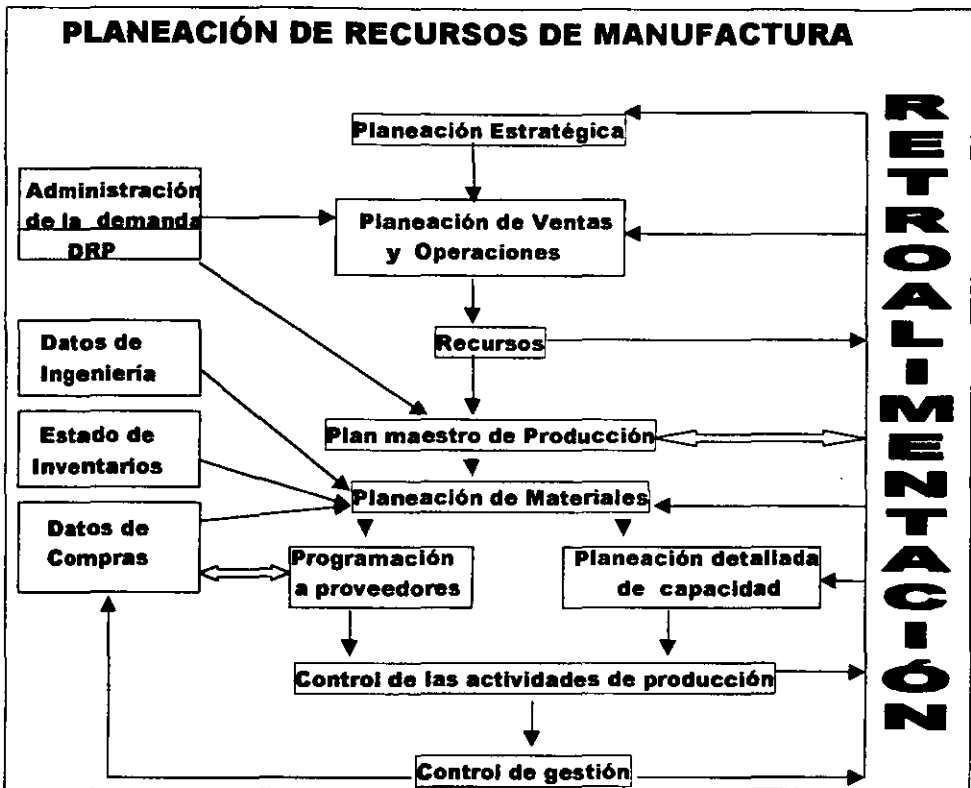 PLANEACIÓN DE RECURSOS DE MANUFACTURA
Planeación Estratégica
Administración
de la demanda
DRP
Planeación de Ventas
y Operaciones
Recursos
Datos de
Ingeniería
Plan maestro de Producción
Estado de
Inventarios
Planeación de Materiales
Datos de
Compras
Programación
a proveedores
Planeación detallada
de capacidad
Control de las actividades de producción
Control de gestión
RETROALIMENTACIÓN